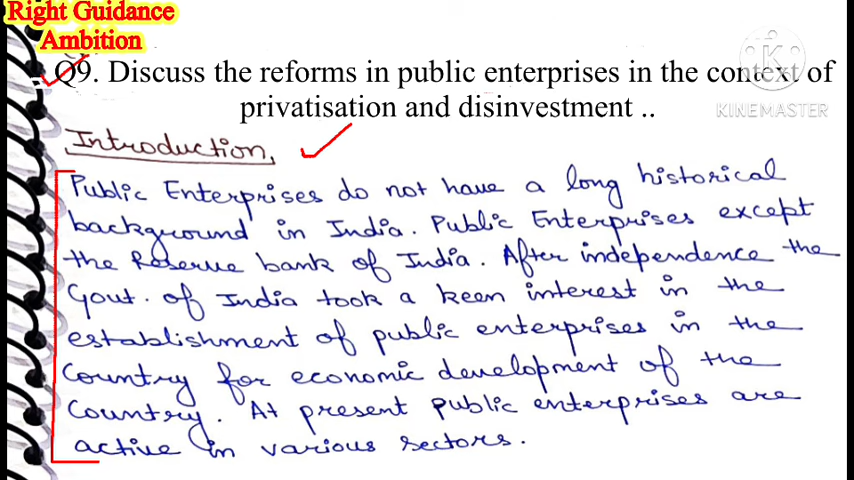 Right Guidance
Ambition
Q9. Discuss the reforms in public enterprises in the context of
privatisation and disinvestment ..
KINEMASTER
Introduction,
Public Enterprises do not have a long historical
background in India. Public Enterprises except
the Reserve bank of India. After independence the
Govt. of India took a keen interest in the
establishment of public enterprises in the
Country for economic development of the
Country. At present public enterprises are
active in various sectors.